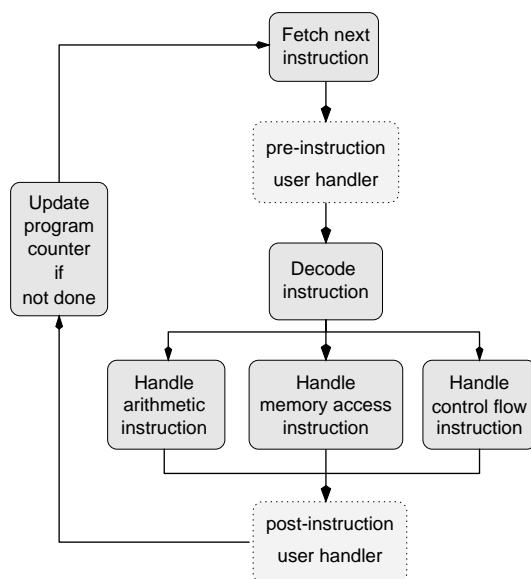 Fetch next
instruction
pre-instruction
user handler
Update
program
counter
if
not done
Decode
instruction
Handle
arithmetic
instruction
Handle
memory access
instruction
Handle
control flow
instruction
post-instruction
user handler